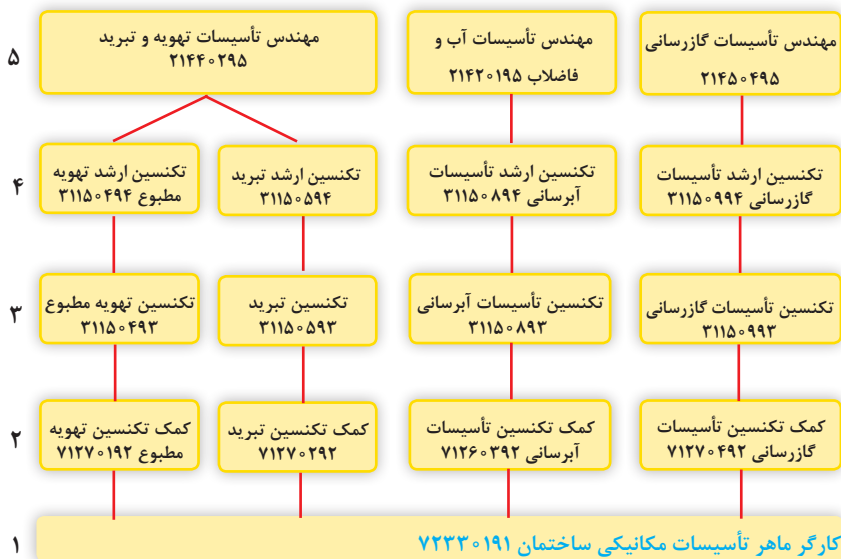 مهندس تأسیسات گازرسانی
۲۱۴۵۰۴۹۵
مهندس تأسیسات آب و
فاضلاب ۲۱۴۲۰۱۹۵
مهندس تأسیسات تهویه و تبرید
۲۱۴۴۰۲۹۵
۵
تکنسین ارشد تأسیسات
گازرسانی ۳۱۱۵۰۹۹۴
تکنسین ارشد تأسیسات
آبرسانی ۳۱۱۵۰۸۹۴
تکنسین ارشد تبرید
۳۱۱۵۰۵۹۴
تکنسین ارشد تهویه
مطبوع ۳۱۱۵۰۴۹۴
۴
تکنسین تأسیسات گازرسانی
۳۱۱۵۰۹۹۳
تکنسین تأسیسات آبرسانی
۳۱۱۵۰۸۹۳
تکنسین تبرید
۳۱۱۵۰۵۹۳
تکنسین تهویه مطبوع
۳۱۱۵۰۴۹۳
۳
کمک تکنسین تأسیسات
گازرسانی ۷۱۲۷۰۴۹۲
کمک تکنسین تأسیسات
آبرسانی ۷۱۲۶۰۳۹۲
کمک تکنسین تبرید
۷۱۲۷۰۲۹۲
کمک تکنسین تهویه
مطبوع ۷۱۲۷۰۱۹۲
۲
کارگر ماهر تأسیسات مکانیکی ساختمان ۷۲۳۳۰۱۹۱
۱